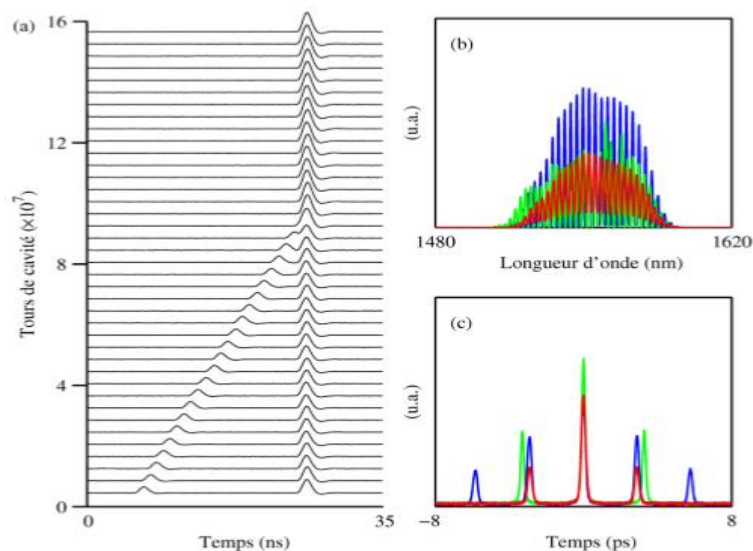 (a)
16
12
8
4
0
Tours de cavité (×10⁷)
0
35
Temps (ns)
(b)
(u.a.)
1480
1620
Longueur d'onde (nm)
(c)
(u.a.)
−8
8
Temps (ps)